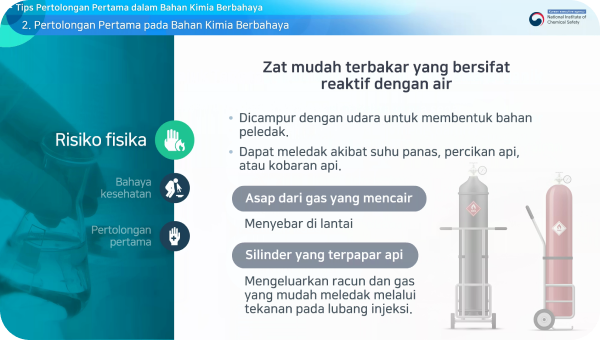 - Tips Pertolongan Pertama dalam Bahan Kimia Berbahaya
2. Pertolongan Pertama pada Bahan Kimia Berbahaya
National Institute of
Chemical Safety
Zat mudah terbakar yang bersifat
reaktif dengan air
Risiko fisika
Bahaya
kesehatan
Pertolongan
pertama
• Dicampur dengan udara untuk membentuk bahan
peledak.
• Dapat meledak akibat suhu panas, percikan api,
atau kobaran api.
Asap dari gas yang mencair
Menyebar di lantai
Silinder yang terpapar api
Mengeluarkan racun dan gas
yang mudah meledak melalui
tekanan pada lubang injeksi.